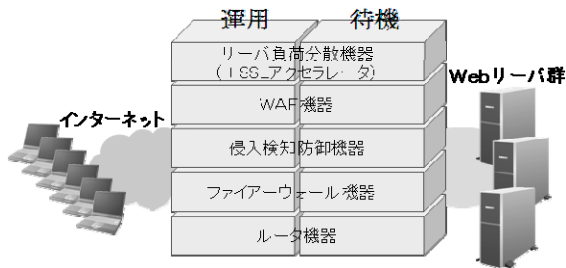 運用 待機
リーバ負荷分散機器
(+SSLアクセラレータ)
WAF機器
Webリーバ群
インターネット
侵入検知防御機器
ファイアーウォール機器
ルータ機器